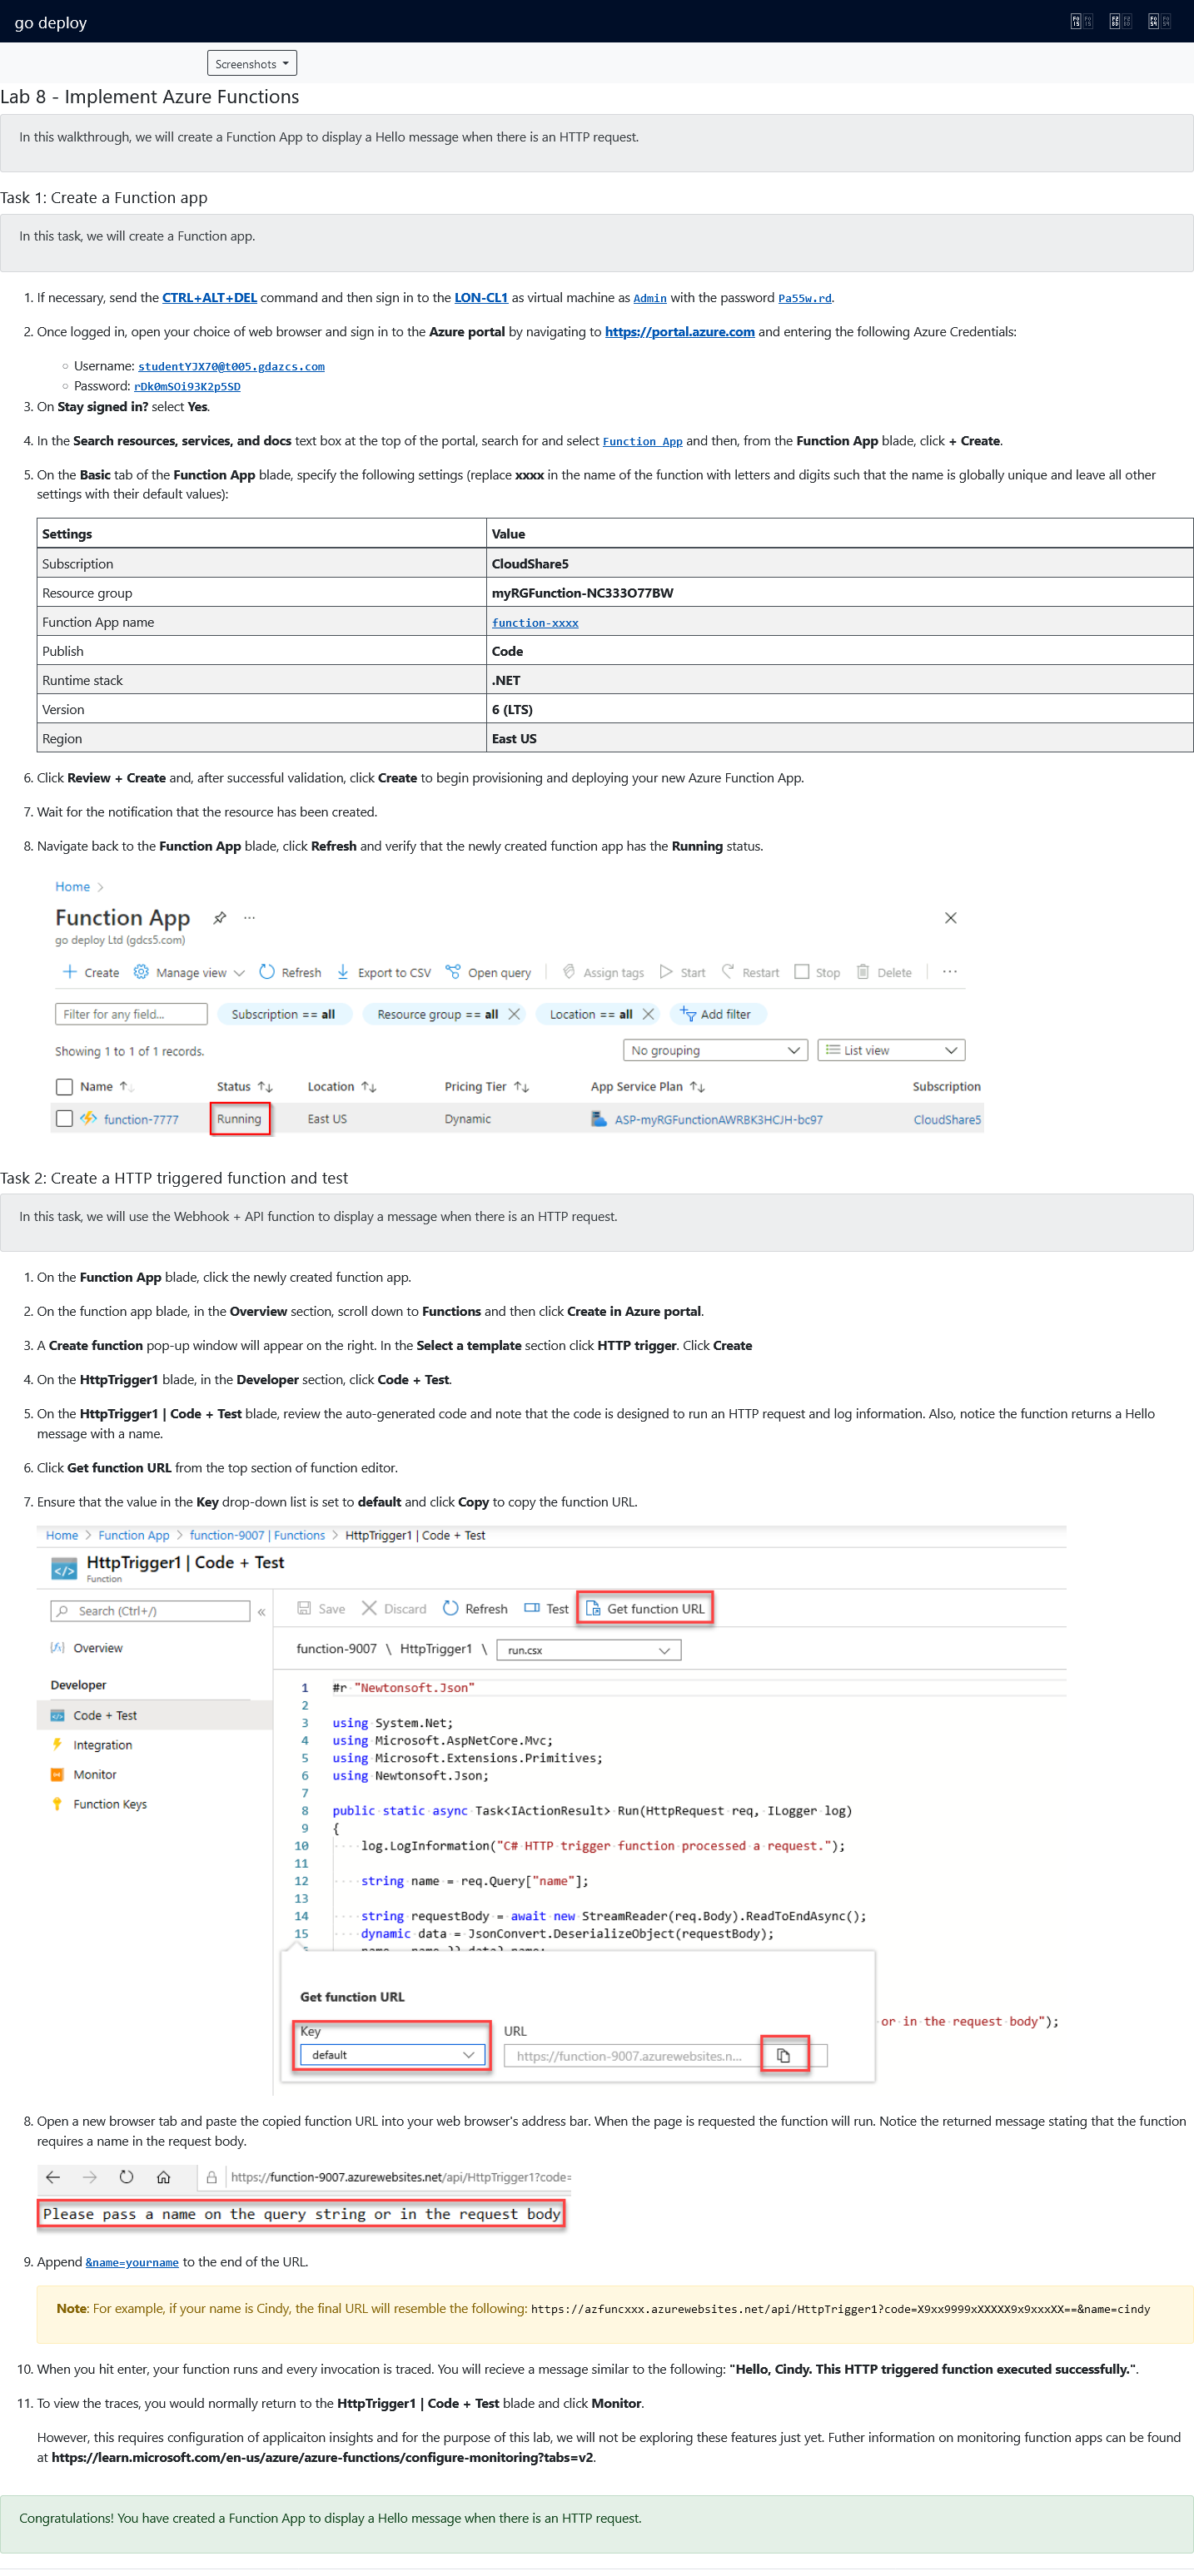 go deploy
Screenshots
Lab 8 - Implement Azure Functions
In this walkthrough, we will create a Function App to display a Hello message when there is an HTTP request.
Task 1: Create a Function app
In this task, we will create a Function app.
1. If necessary, send the CTRL+ALT+DEL command and then sign in to the LON-CL1 as virtual machine as Admin with the password Pa55w.rd.
2. Once logged in, open your choice of web browser and sign in to the Azure portal by navigating to https://portal.azure.com and entering the following Azure Credentials:
Username: studentYJX70@t005.gdazcs.com
Password: rDk0mSOi93K2p5SD
3. On Stay signed in? select Yes.
4. In the Search resources, services, and docs text box at the top of the portal, search for and select Function App and then, from the Function App blade, click + Create.
5. On the Basic tab of the Function App blade, specify the following settings (replace xxxx in the name of the function with letters and digits such that the name is globally unique and leave all other
settings with their default values):
Settings Value
Subscription CloudShare5
Resource group myRGFunction-NC333O77BW
Function App name function-xxxx
Publish Code
Runtime stack .NET
Version 6 (LTS)
Region East US
6. Click Review + Create and, after successful validation, click Create to begin provisioning and deploying your new Azure Function App.
7. Wait for the notification that the resource has been created.
8. Navigate back to the Function App blade, click Refresh and verify that the newly created function app has the Running status.
Home >
Function App ...
go deploy Ltd (gdcs5.com)
+ Create Manage view Refresh Export to CSV Open query Assign tags Start Restart Stop Delete ...
Filter for any field... Subscription == all Resource group == all Location == all Add filter
Showing 1 to 1 of 1 records. No grouping List view
Name Status Location Pricing Tier App Service Plan Subscription
function-7777 Running East US Dynamic ASP-myRGFunctionAWRBK3HCJH-bc97 CloudShare5
Task 2: Create a HTTP triggered function and test
In this task, we will use the Webhook + API function to display a message when there is an HTTP request.
1. On the Function App blade, click the newly created function app.
2. On the function app blade, in the Overview section, scroll down to Functions and then click Create in Azure portal.
3. A Create function pop-up window will appear on the right. In the Select a template section click HTTP trigger. Click Create
4. On the HttpTrigger1 blade, in the Developer section, click Code + Test.
5. On the HttpTrigger1 | Code + Test blade, review the auto-generated code and note that the code is designed to run an HTTP request and log information. Also, notice the function returns a Hello
message with a name.
6. Click Get function URL from the top section of function editor.
7. Ensure that the value in the Key drop-down list is set to default and click Copy to copy the function URL.
Home > Function App > function-9007 | Functions > HttpTrigger1 | Code + Test
HttpTrigger1 | Code + Test
Function
Search (Ctrl+/) « Save Discard Refresh Test Get function URL
Overview function-9007 \ HttpTrigger1 \ run.csx
Developer
Code + Test
Integration
Monitor
Function Keys
1 #r "Newtonsoft.Json"
2
3 using System.Net;
4 using Microsoft.AspNetCore.Mvc;
5 using Microsoft.Extensions.Primitives;
6 using Newtonsoft.Json;
7
8 public static async Task<IActionResult> Run(HttpRequest req, ILogger log)
9 {
10 log.LogInformation("C# HTTP trigger function processed a request.");
11
12 string name = req.Query["name"];
13
14 string requestBody = await new StreamReader(req.Body).ReadToEndAsync();
15 dynamic data = JsonConvert.DeserializeObject(requestBody);
Get function URL
or in the request body");
Key URL
default https://function-9007.azurewebsites.n...
8. Open a new browser tab and paste the copied function URL into your web browser's address bar. When the page is requested the function will run. Notice the returned message stating that the function
requires a name in the request body.
https://function-9007.azurewebsites.net/api/HttpTrigger1?code=
Please pass a name on the query string or in the request body
9. Append &name=yourname to the end of the URL.
Note: For example, if your name is Cindy, the final URL will resemble the following: https://azfuncxxx.azurewebsites.net/api/HttpTrigger1?code=X9xx9999xXXXXX9x9xxxXX==&name=cindy
10. When you hit enter, your function runs and every invocation is traced. You will recieve a message similar to the following: "Hello, Cindy. This HTTP triggered function executed successfully.".
11. To view the traces, you would normally return to the HttpTrigger1 | Code + Test blade and click Monitor.
However, this requires configuration of applicaiton insights and for the purpose of this lab, we will not be exploring these features just yet. Futher information on monitoring function apps can be found
at https://learn.microsoft.com/en-us/azure/azure-functions/configure-monitoring?tabs=v2.
Congratulations! You have created a Function App to display a Hello message when there is an HTTP request.